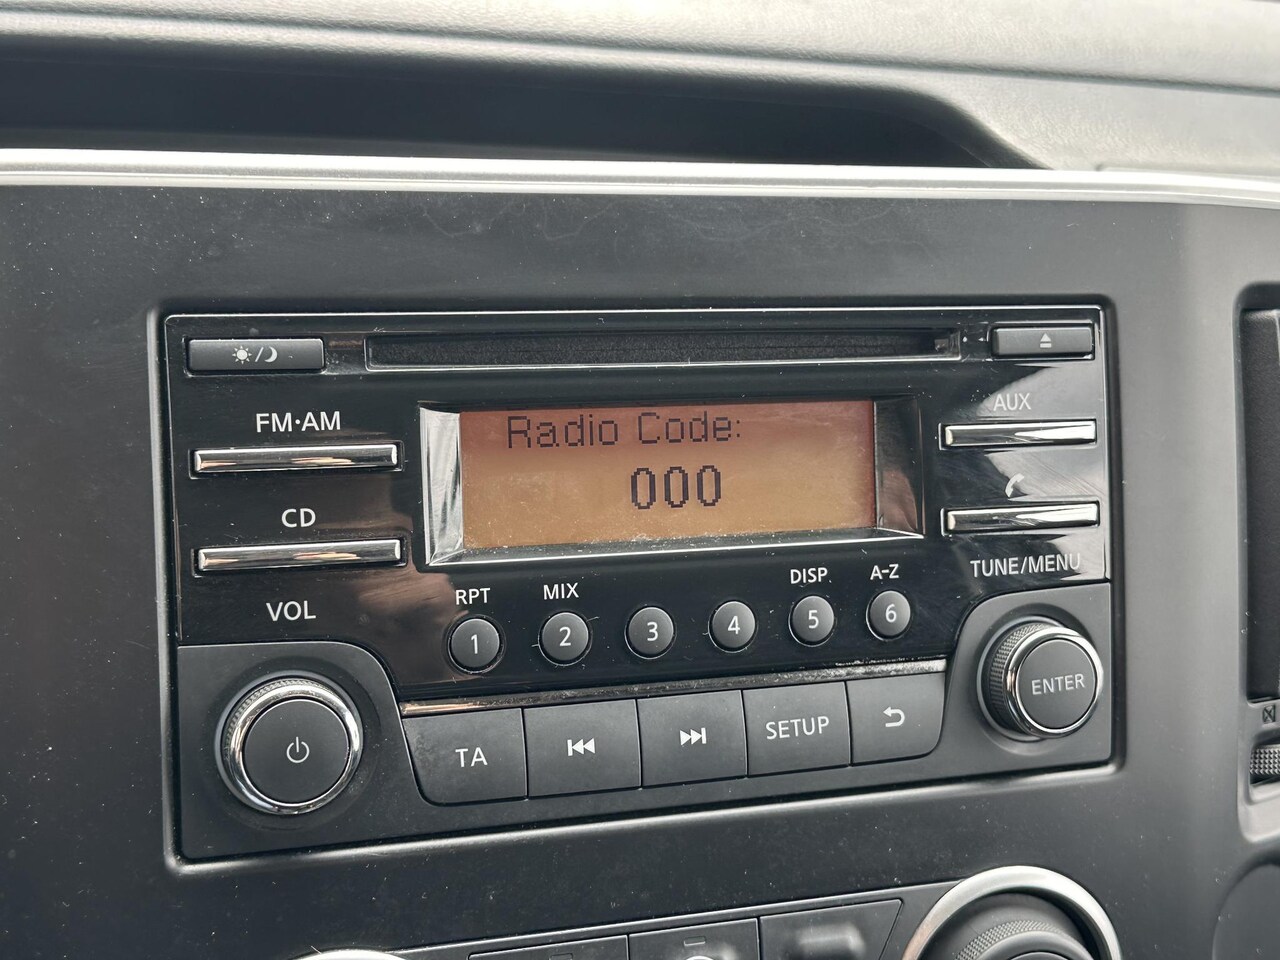 FM·AM
CD
VOL
Radio Code:
000
AUX
TUNE/MENU
RPT
MIX
DISP
A-Z
1
2
3
4
5
6
TA
SETUP
ENTER